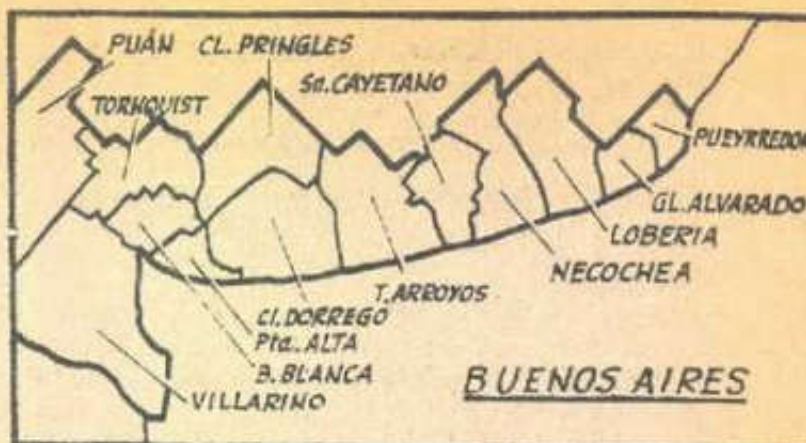 PUÁN CL. PRINGLES
Sa. CAYETANO
TORNQUIST
PUEYRREDON
GL. ALVARADO
LOBERIA
NECOCHEA
T. ARROYOS
Cl. DORREGO
Pta. ALTA
B. BLANCA
VILLARINO
BUENOS AIRES